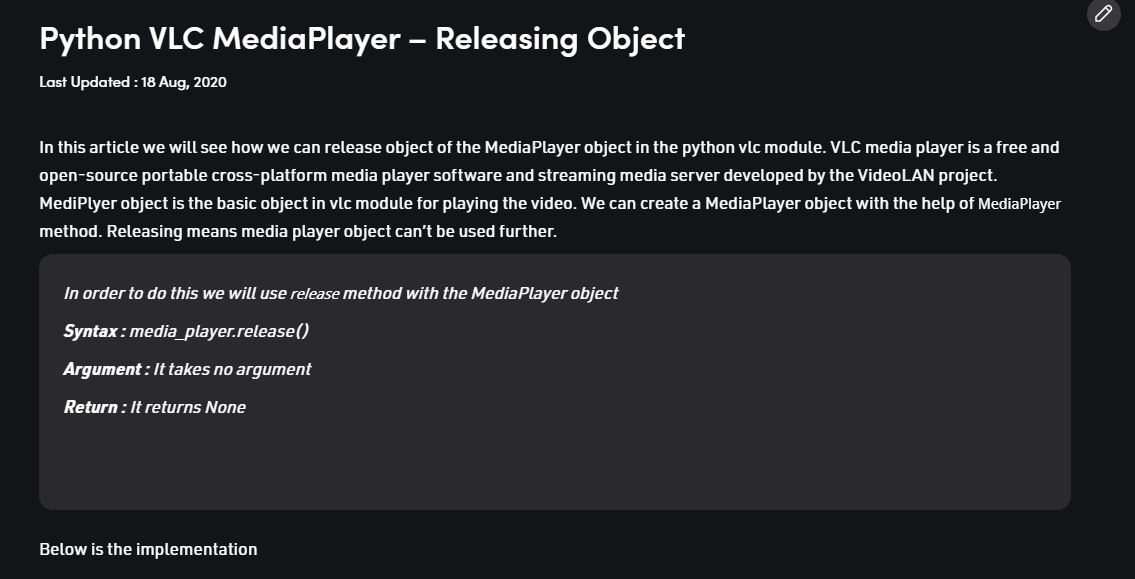 Python VLC MediaPlayer – Releasing Object
Last Updated : 18 Aug, 2020
In this article we will see how we can release object of the MediaPlayer object in the python vlc module. VLC media player is a free and
open-source portable cross-platform media player software and streaming media server developed by the VideoLAN project.
MediPlyer object is the basic object in vlc module for playing the video. We can create a MediaPlayer object with the help of MediaPlayer
method. Releasing means media player object can’t be used further.
In order to do this we will use release method with the MediaPlayer object
Syntax : media_player.release()
Argument : It takes no argument
Return : It returns None
Below is the implementation